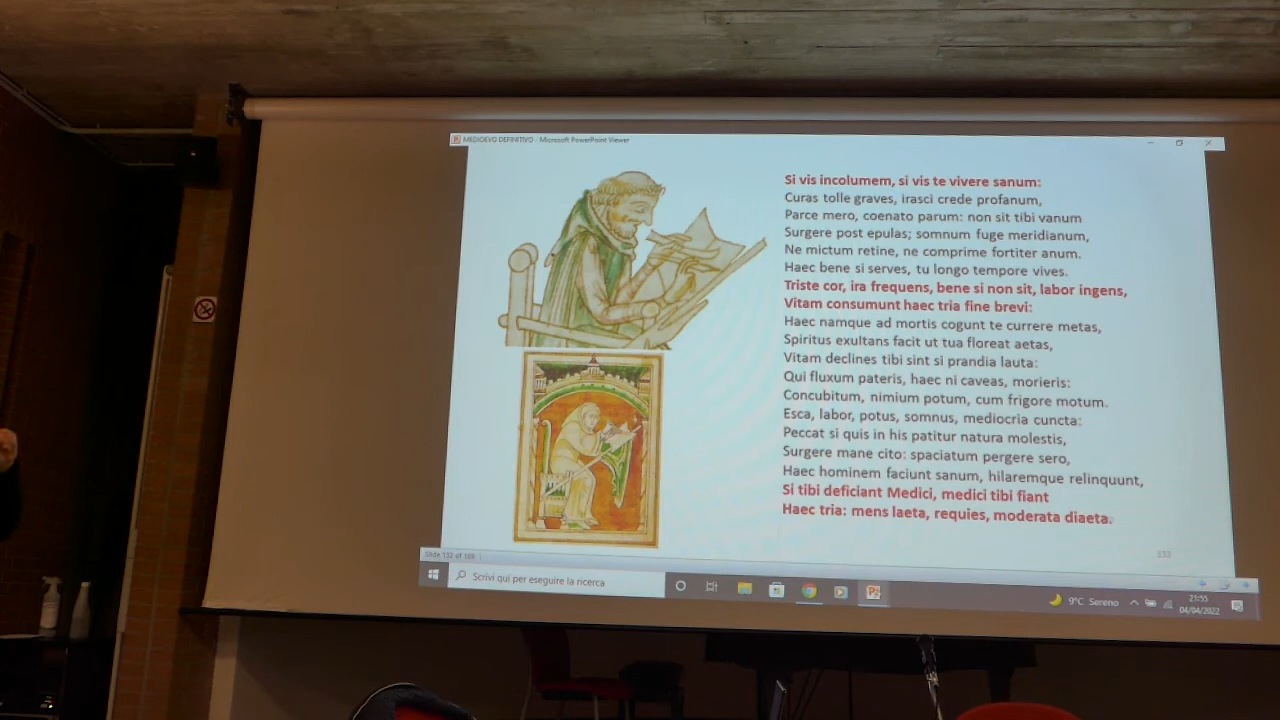 MEDIOEVO DEFINITIVO - Microsoft PowerPoint Viewer
Si vis incolumem, si vis te vivere sanum:
Curas tolle graves, irasci crede profanum,
Parce mero, coenato parum: non sit tibi vanum
Surgere post epulas; somnum fuge meridianum,
Ne mictum retine, ne comprime fortiter anum.
Haec bene si serves, tu longo tempore vives.
Triste cor, ira frequens, bene si non sit, labor ingens,
Vitam consumunt haec tria fine brevi:
Haec namque ad mortis cogunt te currere metas,
Spiritus exultans facit ut tua floreat aetas,
Vitam declines tibi sint si prandia lauta:
Qui fluxum pateris, haec ni caveas, morieris:
Concubitum, nimium potum, cum frigore motum.
Esca, labor, potus, somnus, mediocria cuncta:
Peccat si quis in his patitur natura molestis,
Surgere mane cito: spaciatum pergere sero,
Haec hominem faciunt sanum, hilaremque relinquunt,
Si tibi deficiant Medici, medici tibi fiant
Haec tria: mens laeta, requies, moderata diaeta.
Slide 132 of 169
Scrivi qui per eseguire la ricerca
9°C Sereno
21:55
04/04/2022